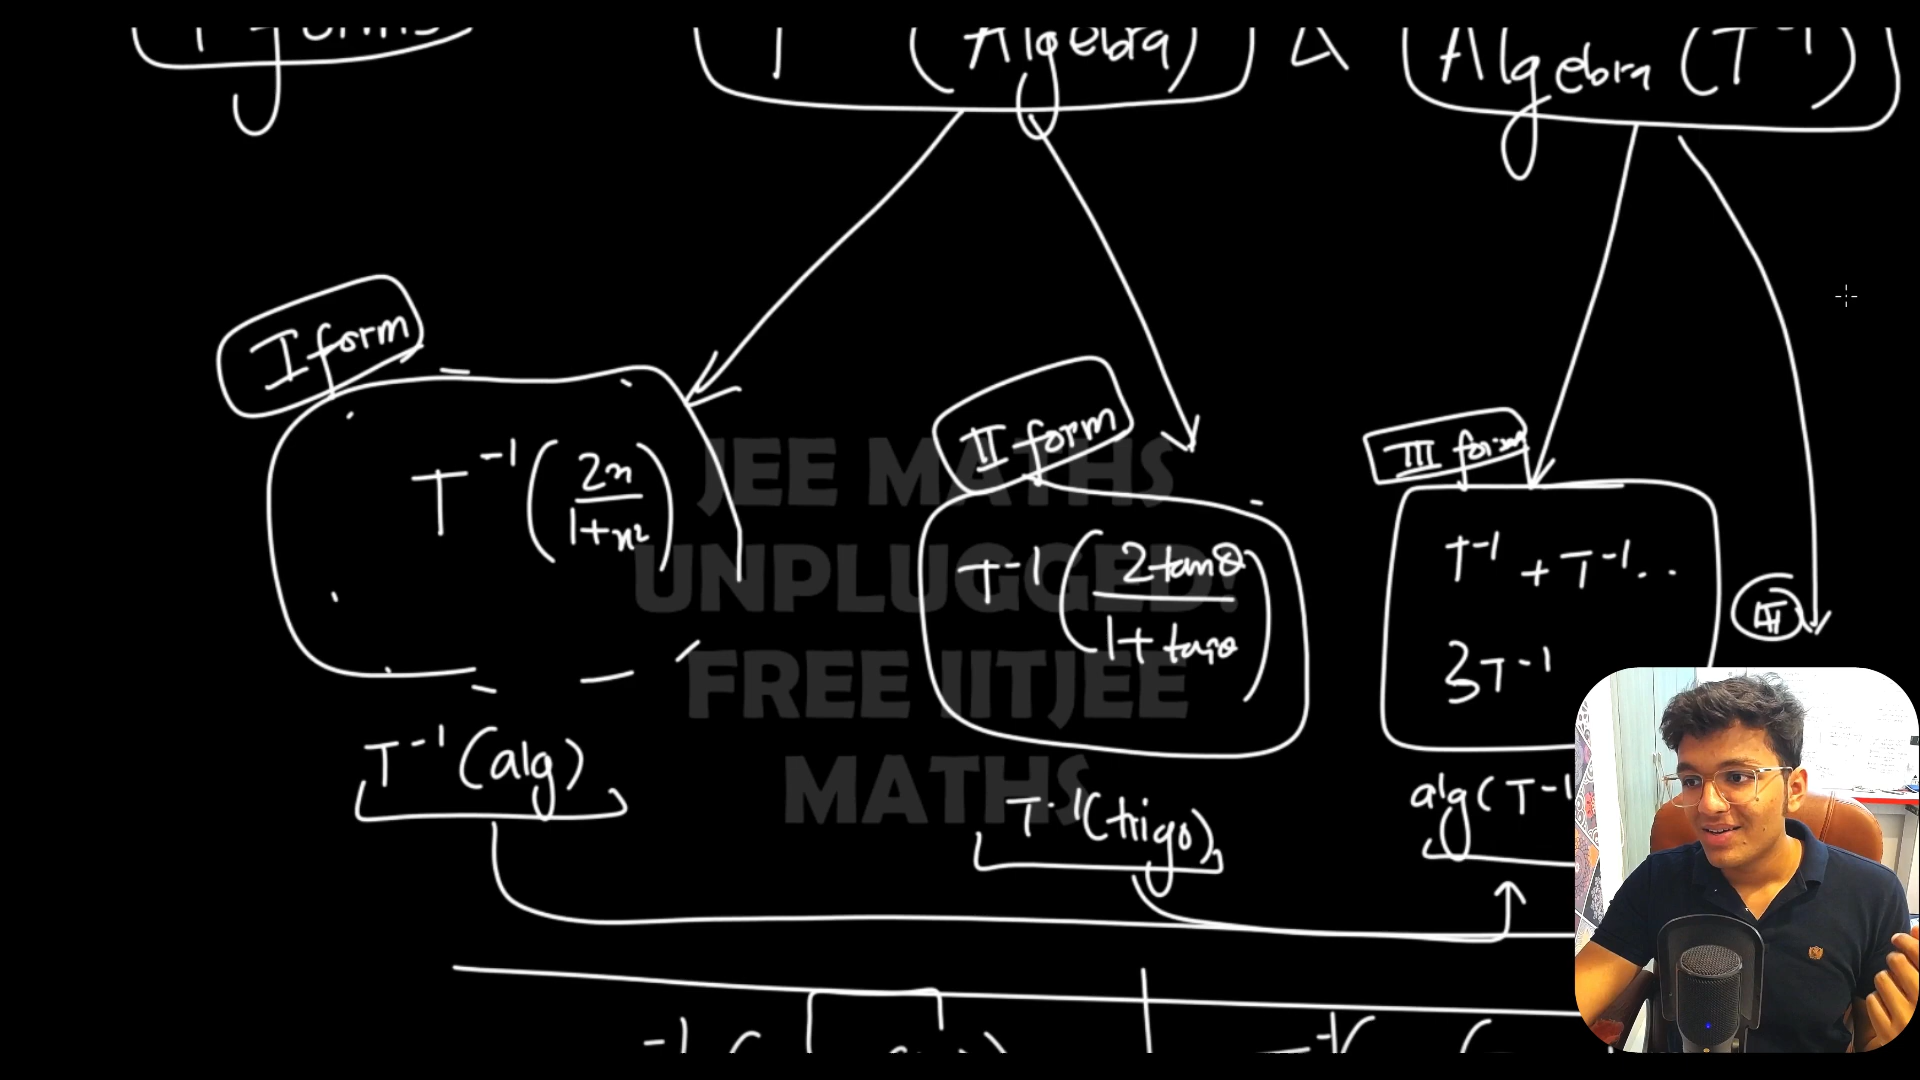 T (Algebra) & Algebra (T⁻¹)
I form
T⁻¹(2x/1+x²)
II form
T⁻¹(2tanθ/1+tan²θ)
III form
T⁻¹ + T⁻¹..
3T⁻¹
T⁻¹(alg)
T⁻¹(trigo)
alg(T⁻¹
JEE MATHS
UNPLUGGED!
FREE IITJEE
MATHS